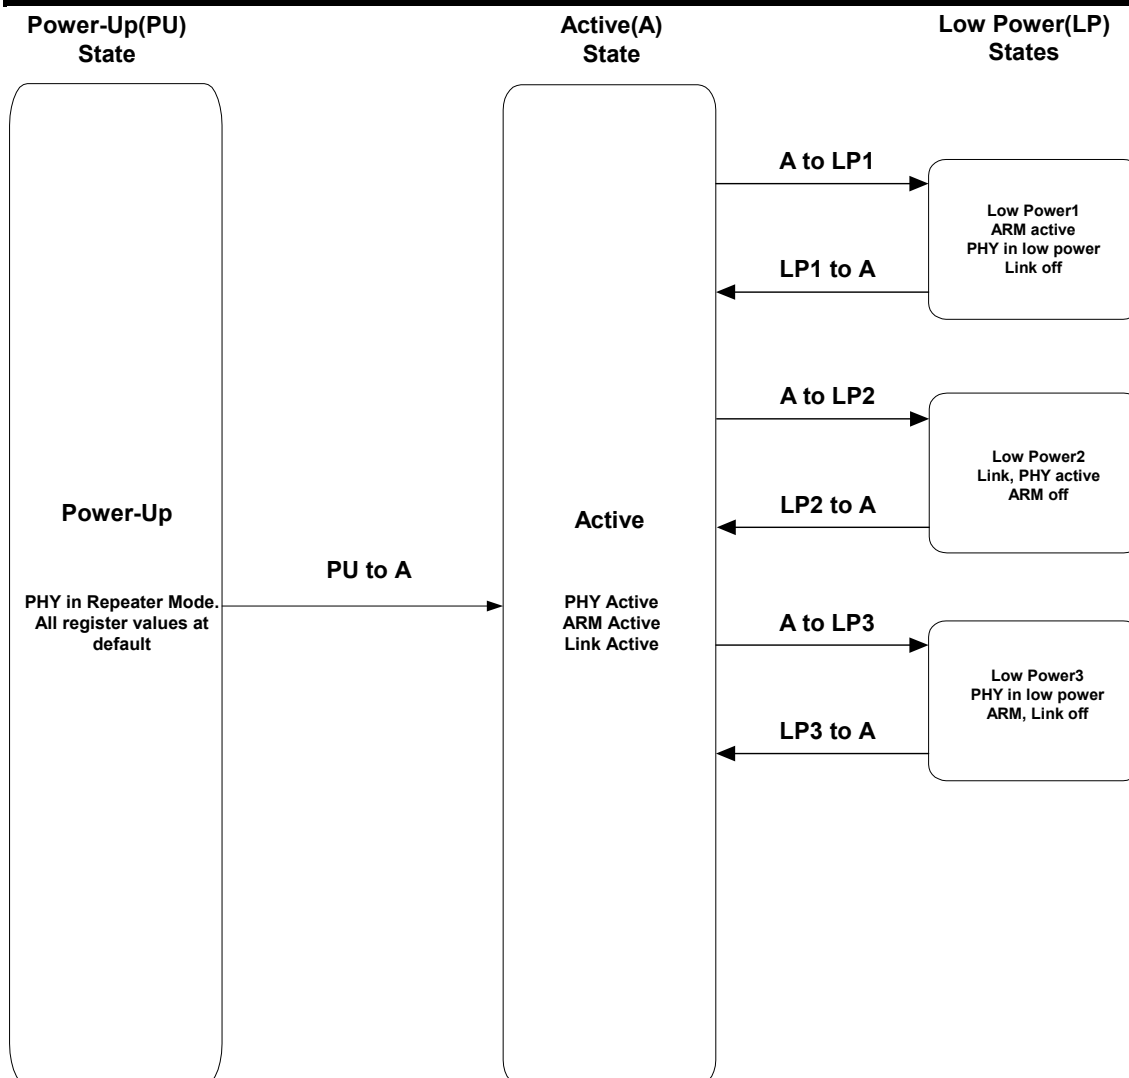 Power-Up(PU)
State
Active(A)
State
Low Power(LP)
States
A to LP1
Low Power1
ARM active
PHY in low power
Link off
LP1 to A
A to LP2
Low Power2
Link, PHY active
ARM off
LP2 to A
Power-Up
PHY in Repeater Mode.
All register values at
default
PU to A
Active
PHY Active
ARM Active
Link Active
A to LP3
Low Power3
PHY in low power
ARM, Link off
LP3 to A